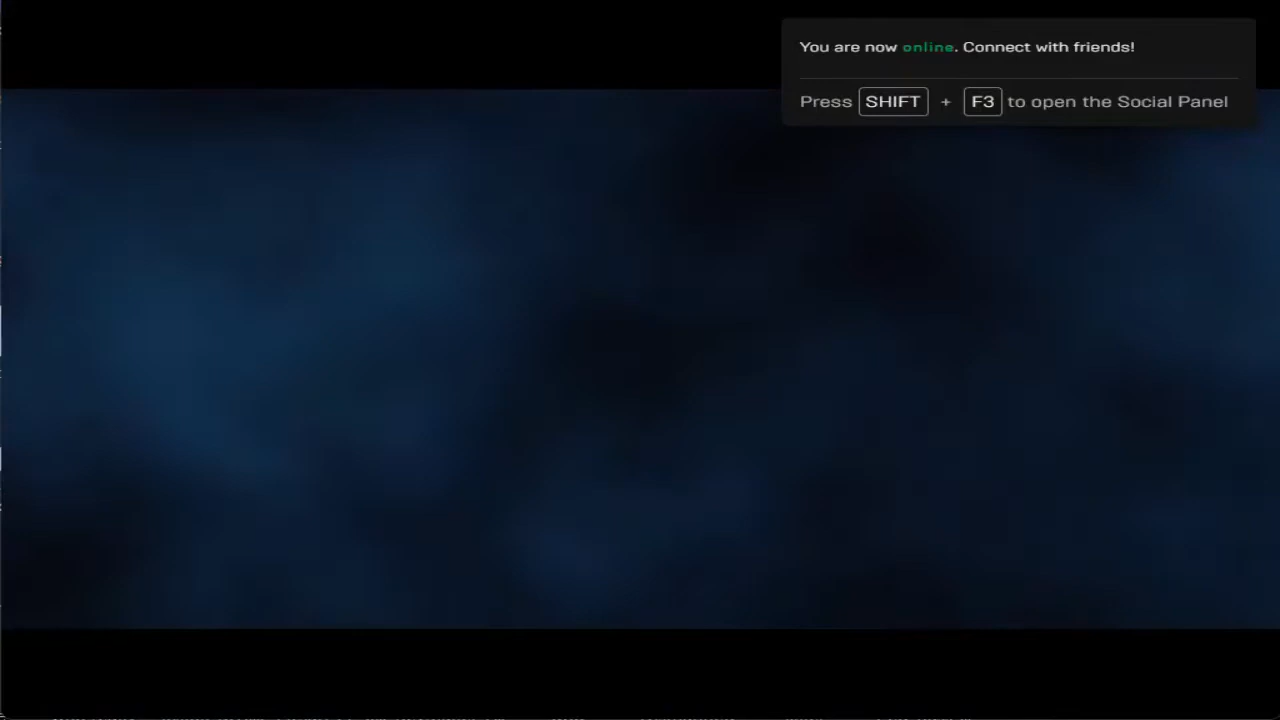 You are now online. Connect with friends!
Press SHIFT + F3 to open the Social Panel